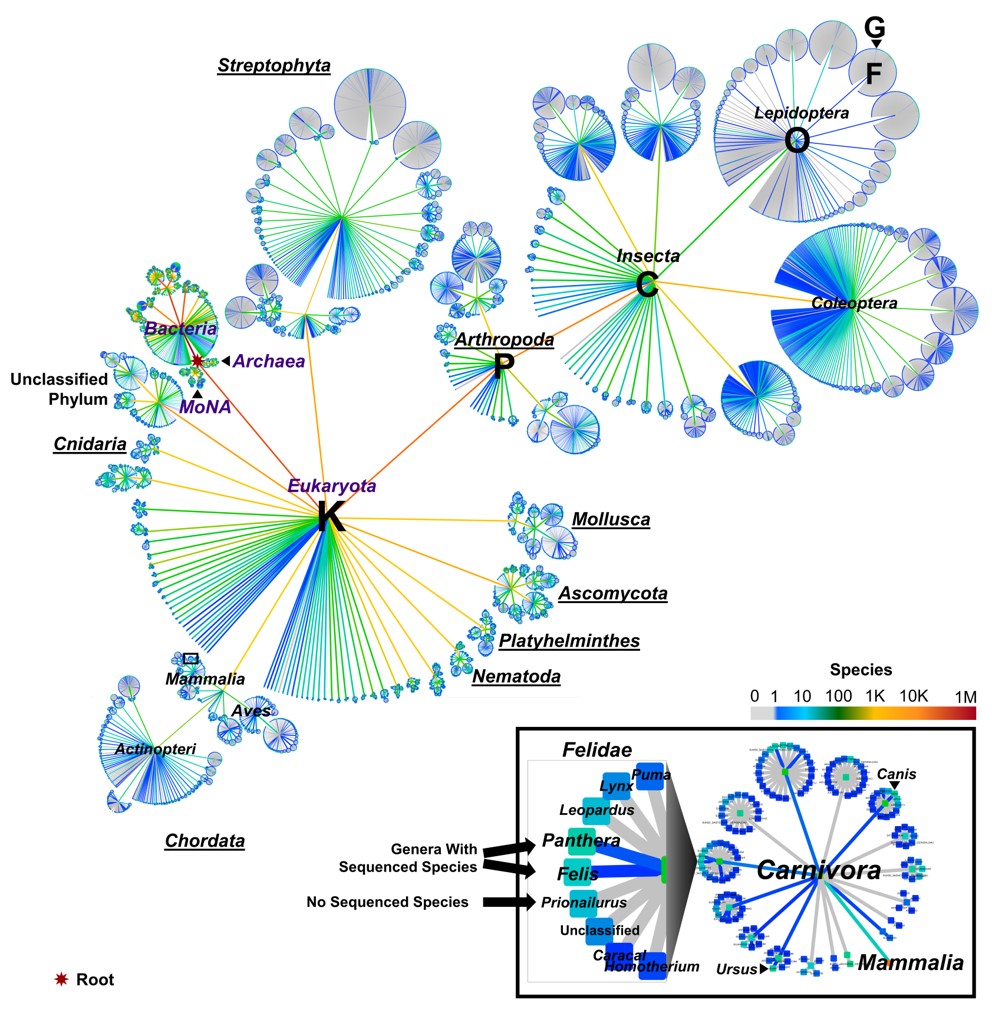 G
Streptophyta
F
Lepidoptera
O
Insecta
C
Coleoptera
Bacteria
Arthropoda
P
Archaea
Unclassified
Phylum
MoNA
Cnidaria
Eukaryota
K
Mollusca
Ascomycota
Platyhelminthes
Nematoda
Mammalia
Aves
Actinopteri
Chordata
Species
0 1 10 100 1K 10K 1M
Felidae
Puma
Lynx
Leopardus
Panthera
Felis
Prionailurus
Unclassified
Caracal
Homotherium
Genera With
Sequenced Species
No Sequenced Species
Canis
Carnivora
Ursus
Mammalia
Root